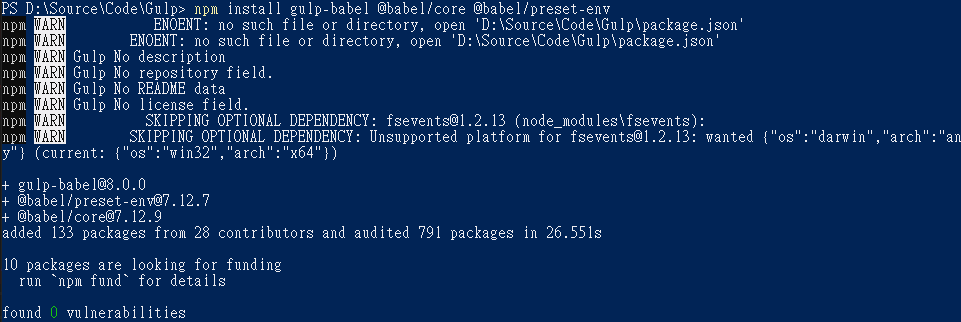 PS D:\Source\Code\Gulp> npm install gulp-babel @babel/core @babel/preset-env
npm WARN ENOENT: no such file or directory, open 'D:\Source\Code\Gulp\package.json'
npm WARN ENOENT: no such file or directory, open 'D:\Source\Code\Gulp\package.json'
npm WARN Gulp No description
npm WARN Gulp No repository field.
npm WARN Gulp No README data
npm WARN Gulp No license field.
npm WARN SKIPPING OPTIONAL DEPENDENCY: fsevents@1.2.13 (node_modules\fsevents):
npm WARN SKIPPING OPTIONAL DEPENDENCY: Unsupported platform for fsevents@1.2.13: wanted {"os":"darwin","arch":"an
y"} (current: {"os":"win32","arch":"x64"})
+ gulp-babel@8.0.0
+ @babel/preset-env@7.12.7
+ @babel/core@7.12.9
added 133 packages from 28 contributors and audited 791 packages in 26.551s
10 packages are looking for funding
run `npm fund` for details
found 0 vulnerabilities